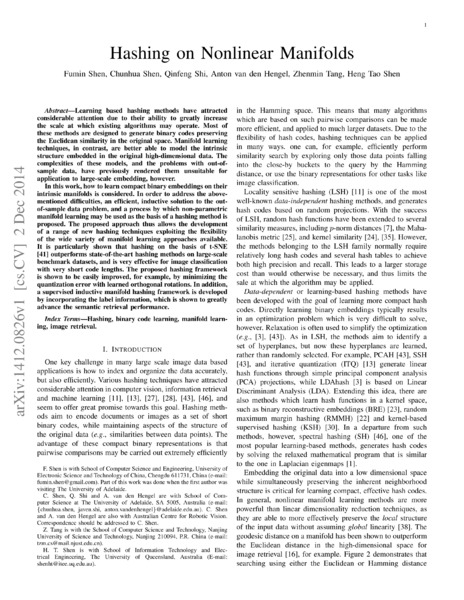 1
Hashing on Nonlinear Manifolds
Fumin Shen, Chunhua Shen, Qinfeng Shi, Anton van den Hengel, Zhenmin Tang, Heng Tao Shen
arXiv:1412.0826v1 [cs.CV] 2 Dec 2014
Abstract—Learning based hashing methods have attracted
considerable attention due to their ability to greatly increase
the scale at which existing algorithms may operate. Most of
these methods are designed to generate binary codes preserving
the Euclidean similarity in the original space. Manifold learning
techniques, in contrast, are better able to model the intrinsic
structure embedded in the original high-dimensional data. The
complexities of these models, and the problems with out-of-
sample data, have previously rendered them unsuitable for
application to large-scale embedding, however.
In this work, how to learn compact binary embeddings on their
intrinsic manifolds is considered. In order to address the above-
mentioned difficulties, an efficient, inductive solution to the out-
of-sample data problem, and a process by which non-parametric
manifold learning may be used as the basis of a hashing method is
proposed. The proposed approach thus allows the development
of a range of new hashing techniques exploiting the flexibility
of the wide variety of manifold learning approaches available.
It is particularly shown that hashing on the basis of t-SNE
[41] outperforms state-of-the-art hashing methods on large-scale
benchmark datasets, and is very effective for image classification
with very short code lengths. The proposed hashing framework
is shown to be easily improved, for example, by minimizing the
quantization error with learned orthogonal rotations. In addition,
a supervised inductive manifold hashing framework is developed
by incorporating the label information, which is shown to greatly
advance the semantic retrieval performance.
Index Terms—Hashing, binary code learning, manifold learn-
ing, image retrieval.
I. INTRODUCTION
One key challenge in many large scale image data based
applications is how to index and organize the data accurately,
but also efficiently. Various hashing techniques have attracted
considerable attention in computer vision, information retrieval
and machine learning [11], [13], [27], [28], [43], [46], and
seem to offer great promise towards this goal. Hashing meth-
ods aim to encode documents or images as a set of short
binary codes, while maintaining aspects of the structure of
the original data (e.g., similarities between data points). The
advantage of these compact binary representations is that
pairwise comparisons may be carried out extremely efficiently
F. Shen is with School of Computer Science and Engineering, University of
Electronic Science and Technology of China, Chengdu 611731, China (e-mail:
fumin.shen@gmail.com). Part of this work was done when the first author was
visiting The University of Adelaide.
C. Shen, Q. Shi and A. van den Hengel are with School of Com-
puter Science at The University of Adelaide, SA 5005, Australia (e-mail:
{chunhua.shen, javen.shi, anton.vandenhengel}@adelaide.edu.au). C. Shen
and A. van den Hengel are also with Australian Centre for Robotic Vision.
Correspondence should be addressed to C. Shen.
Z. Tang is with the School of Computer Science and Technology, Nanjing
University of Science and Technology, Nanjing 210094, P.R. China (e-mail:
tzm.cs@mail.njust.edu.cn).
H. T. Shen is with School of Information Technology and Elec-
trical Engineering, The University of Queensland, Australia (E-mail:
shenht@itee.uq.edu.au).
in the Hamming space. This means that many algorithms
which are based on such pairwise comparisons can be made
more efficient, and applied to much larger datasets. Due to the
flexibility of hash codes, hashing techniques can be applied
in many ways. one can, for example, efficiently perform
similarity search by exploring only those data points falling
into the close-by buckets to the query by the Hamming
distance, or use the binary representations for other tasks like
image classification.
Locality sensitive hashing (LSH) [11] is one of the most
well-known data-independent hashing methods, and generates
hash codes based on random projections. With the success
of LSH, random hash functions have been extended to several
similarity measures, including p-norm distances [7], the Maha-
lanobis metric [25], and kernel similarity [24], [35]. However,
the methods belonging to the LSH family normally require
relatively long hash codes and several hash tables to achieve
both high precision and recall. This leads to a larger storage
cost than would otherwise be necessary, and thus limits the
sale at which the algorithm may be applied.
Data-dependent or learning-based hashing methods have
been developed with the goal of learning more compact hash
codes. Directly learning binary embeddings typically results
in an optimization problem which is very difficult to solve,
however. Relaxation is often used to simplify the optimization
(e.g., [3], [43]). As in LSH, the methods aim to identify a
set of hyperplanes, but now these hyperplanes are learned,
rather than randomly selected. For example, PCAH [43], SSH
[43], and iterative quantization (ITQ) [13] generate linear
hash functions through simple principal component analysis
(PCA) projections, while LDAhash [3] is based on Linear
Discriminant Analysis (LDA). Extending this idea, there are
also methods which learn hash functions in a kernel space,
such as binary reconstructive embeddings (BRE) [23], random
maximum margin hashing (RMMH) [22] and kernel-based
supervised hashing (KSH) [30]. In a departure from such
methods, however, spectral hashing (SH) [46], one of the
most popular learning-based methods, generates hash codes
by solving the relaxed mathematical program that is similar
to the one in Laplacian eigenmaps [1].
Embedding the original data into a low dimensional space
while simultaneously preserving the inherent neighborhood
structure is critical for learning compact, effective hash codes.
In general, nonlinear manifold learning methods are more
powerful than linear dimensionality reduction techniques, as
they are able to more effectively preserve the local structure
of the input data without assuming global linearity [38]. The
geodesic distance on a manifold has been shown to outperform
the Euclidean distance in the high-dimensional space for
image retrieval [16], for example. Figure 2 demonstrates that
searching using either the Euclidean or Hamming distance